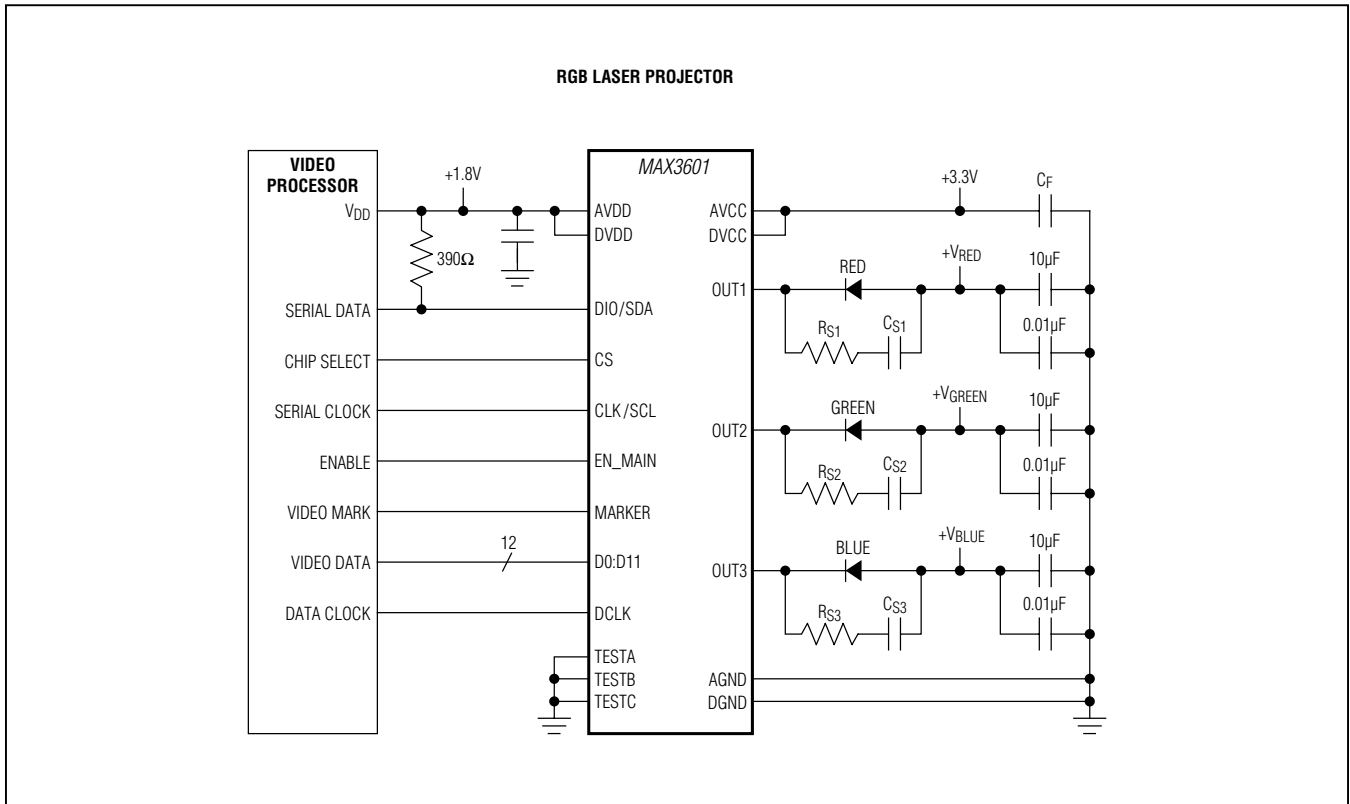 RGB LASER PROJECTOR
VIDEO
PROCESSOR
VDD
SERIAL DATA
CHIP SELECT
SERIAL CLOCK
ENABLE
VIDEO MARK
VIDEO DATA
DATA CLOCK
+1.8V
390Ω
12
MAX3601
AVDD
DVDD
DIO/SDA
CS
CLK/SCL
EN_MAIN
MARKER
D0:D11
DCLK
TESTA
TESTB
TESTC
AVCC
DVCC
OUT1
OUT2
OUT3
AGND
DGND
+3.3V
CF
RED
+VRED
10µF
RS1
CS1
0.01µF
GREEN
+VGREEN
10µF
RS2
CS2
0.01µF
BLUE
+VBLUE
10µF
RS3
CS3
0.01µF